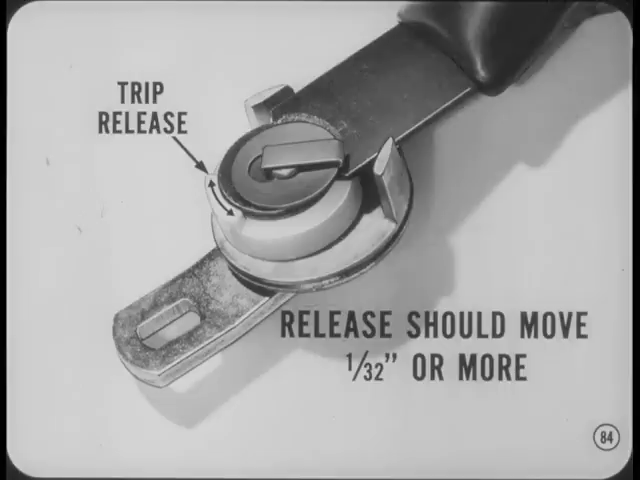 TRIP
RELEASE
RELEASE SHOULD MOVE
1/32" OR MORE
84